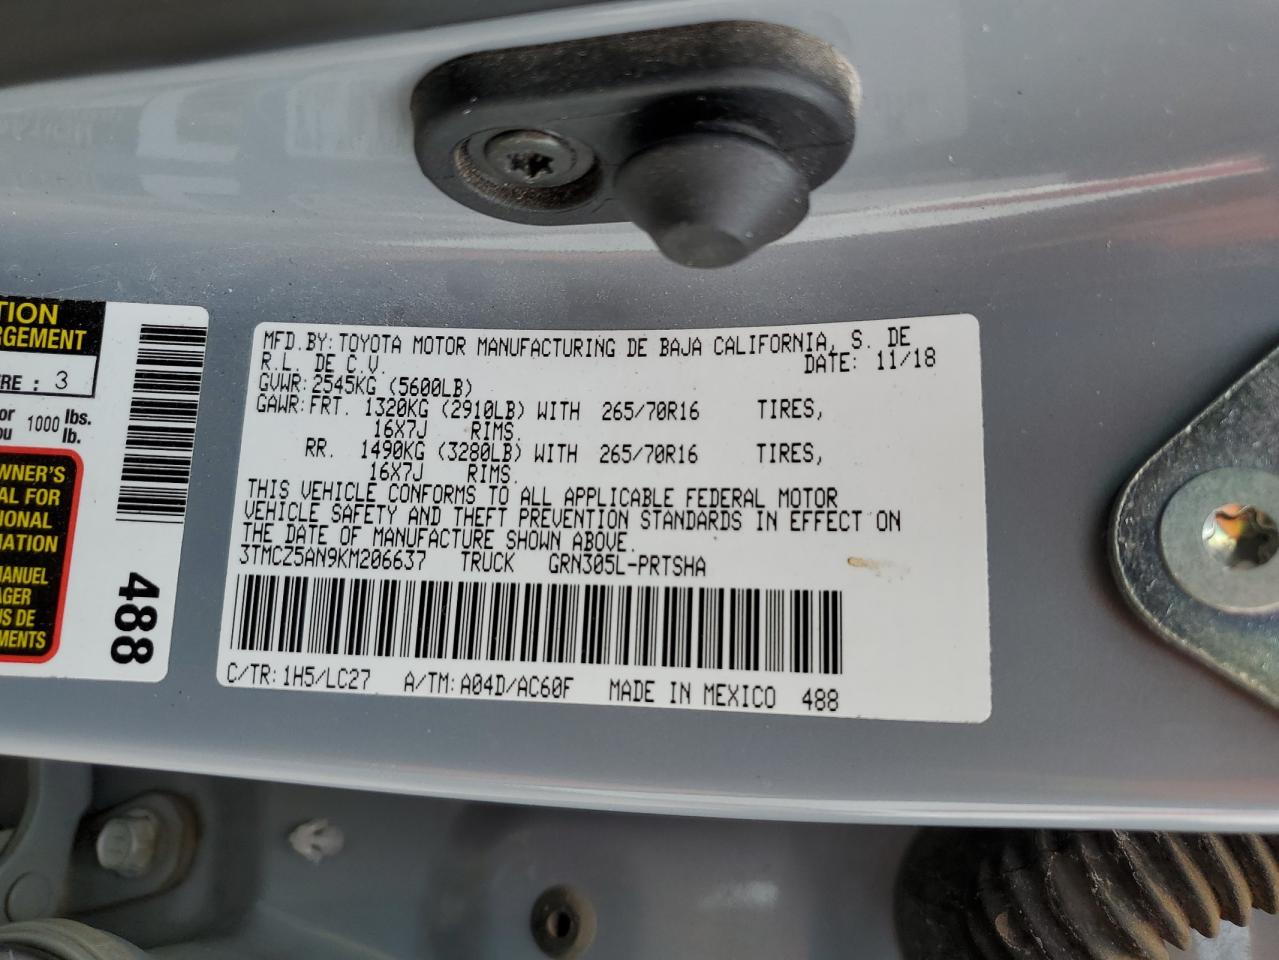 TION
RGEMENT
RE : 3
or
ou 1000 lbs.
lb.
WNER'S
AL FOR
IONAL
MATION
MANUEL
AGER
US DE
MENTS
488
MFD.BY:TOYOTA MOTOR MANUFACTURING DE BAJA CALIFORNIA, S. DE
R.L. DE C.V. DATE: 11/18
GVWR:2545KG (5600LB)
GAWR:FRT. 1320KG (2910LB) WITH 265/70R16 TIRES,
16X7J RIMS.
RR. 1490KG (3280LB) WITH 265/70R16 TIRES,
16X7J RIMS.
THIS VEHICLE CONFORMS TO ALL APPLICABLE FEDERAL MOTOR
VEHICLE SAFETY AND THEFT PREVENTION STANDARDS IN EFFECT ON
THE DATE OF MANUFACTURE SHOWN ABOVE.
3TMCZ5AN9KM206637 TRUCK GRN305L-PRTSHA
C/TR:1H5/LC27 A/TM:A04D/AC60F MADE IN MEXICO 488